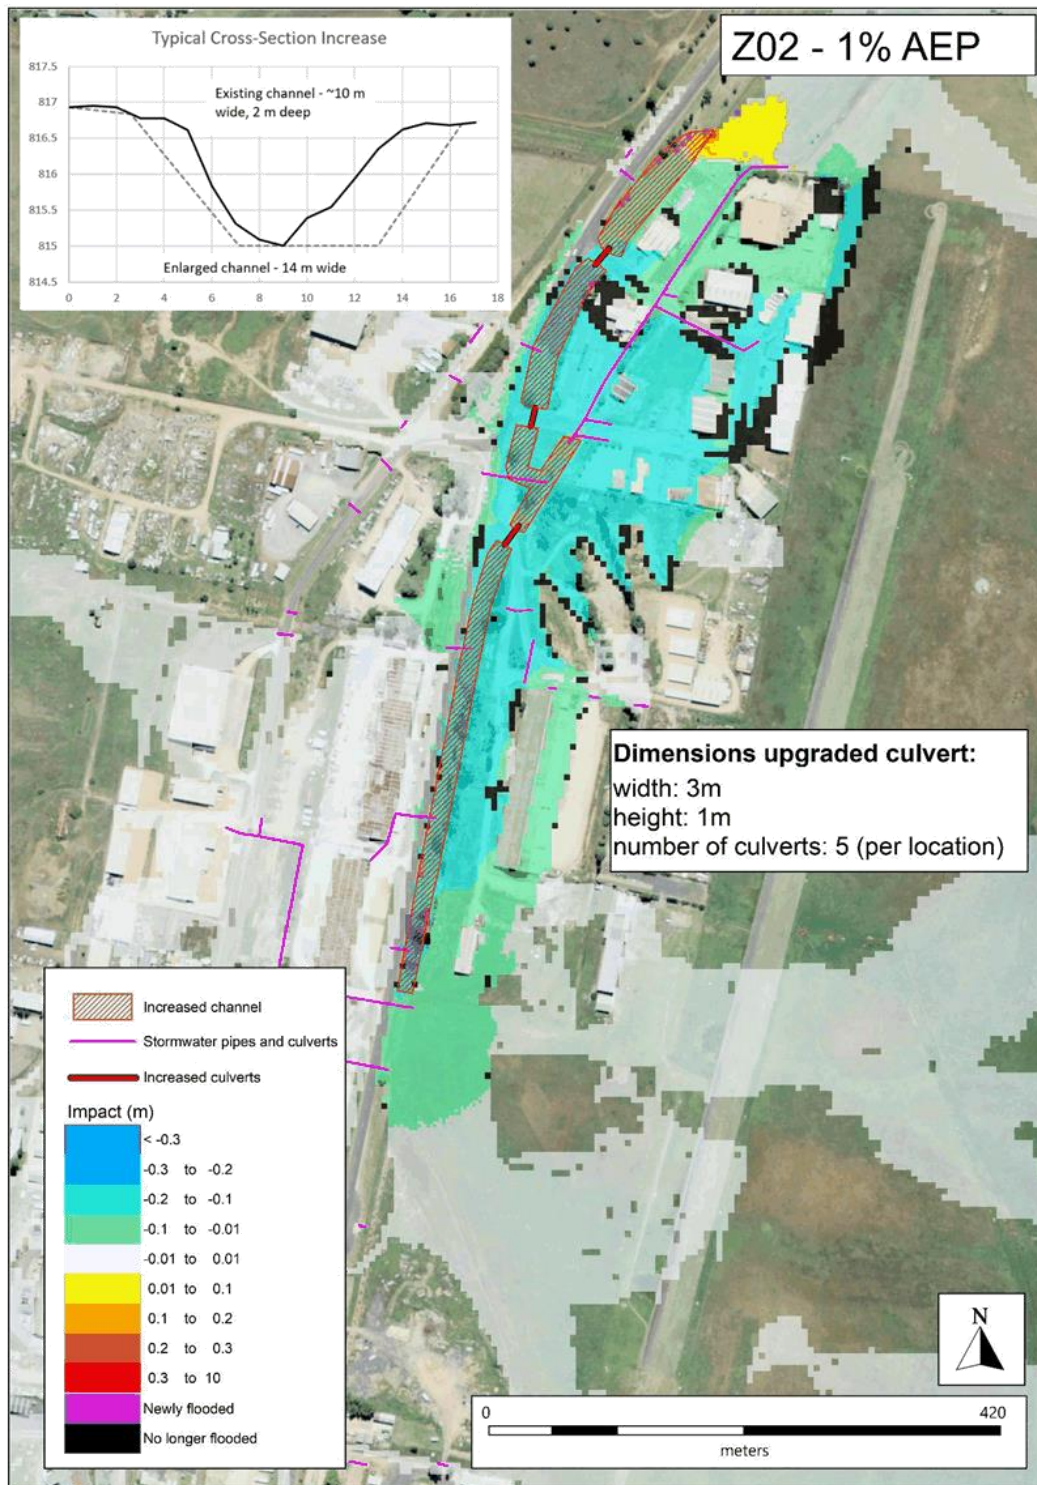 Z02 - 1% AEP
Typical Cross-Section Increase
817.5
817
816.5
816
815.5
815
814.5
Existing channel - ~10 m
wide, 2 m deep
Enlarged channel - 14 m wide
0 2 4 6 8 10 12 14 16 18
Dimensions upgraded culvert:
width: 3m
height: 1m
number of culverts: 5 (per location)
Increased channel
Stormwater pipes and culverts
Increased culverts
Impact (m)
< -0.3
-0.3 to -0.2
-0.2 to -0.1
-0.1 to -0.01
-0.01 to 0.01
0.01 to 0.1
0.1 to 0.2
0.2 to 0.3
0.3 to 10
Newly flooded
No longer flooded
N
0 420
meters